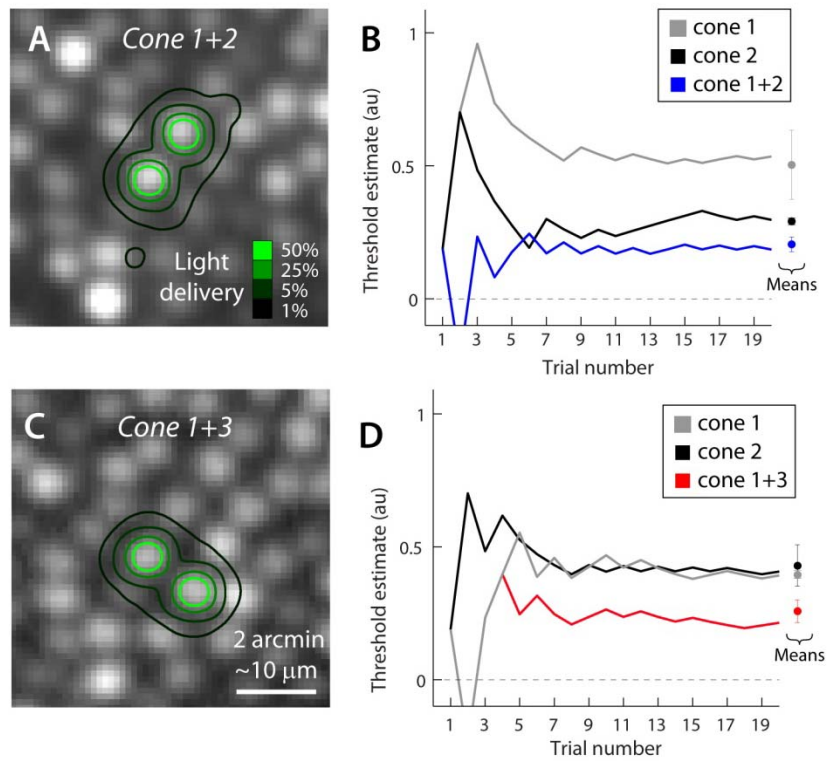 A
Cone 1+2
Light
delivery
50%
25%
5%
1%
B
cone 1
cone 2
cone 1+2
Threshold estimate (au)
1
0.5
0
1 3 5 7 9 11 13 15 17 19
Means
Trial number
C
Cone 1+3
2 arcmin
~10 μm
D
cone 1
cone 2
cone 1+3
Threshold estimate (au)
1
0.5
0
1 3 5 7 9 11 13 15 17 19
Means
Trial number